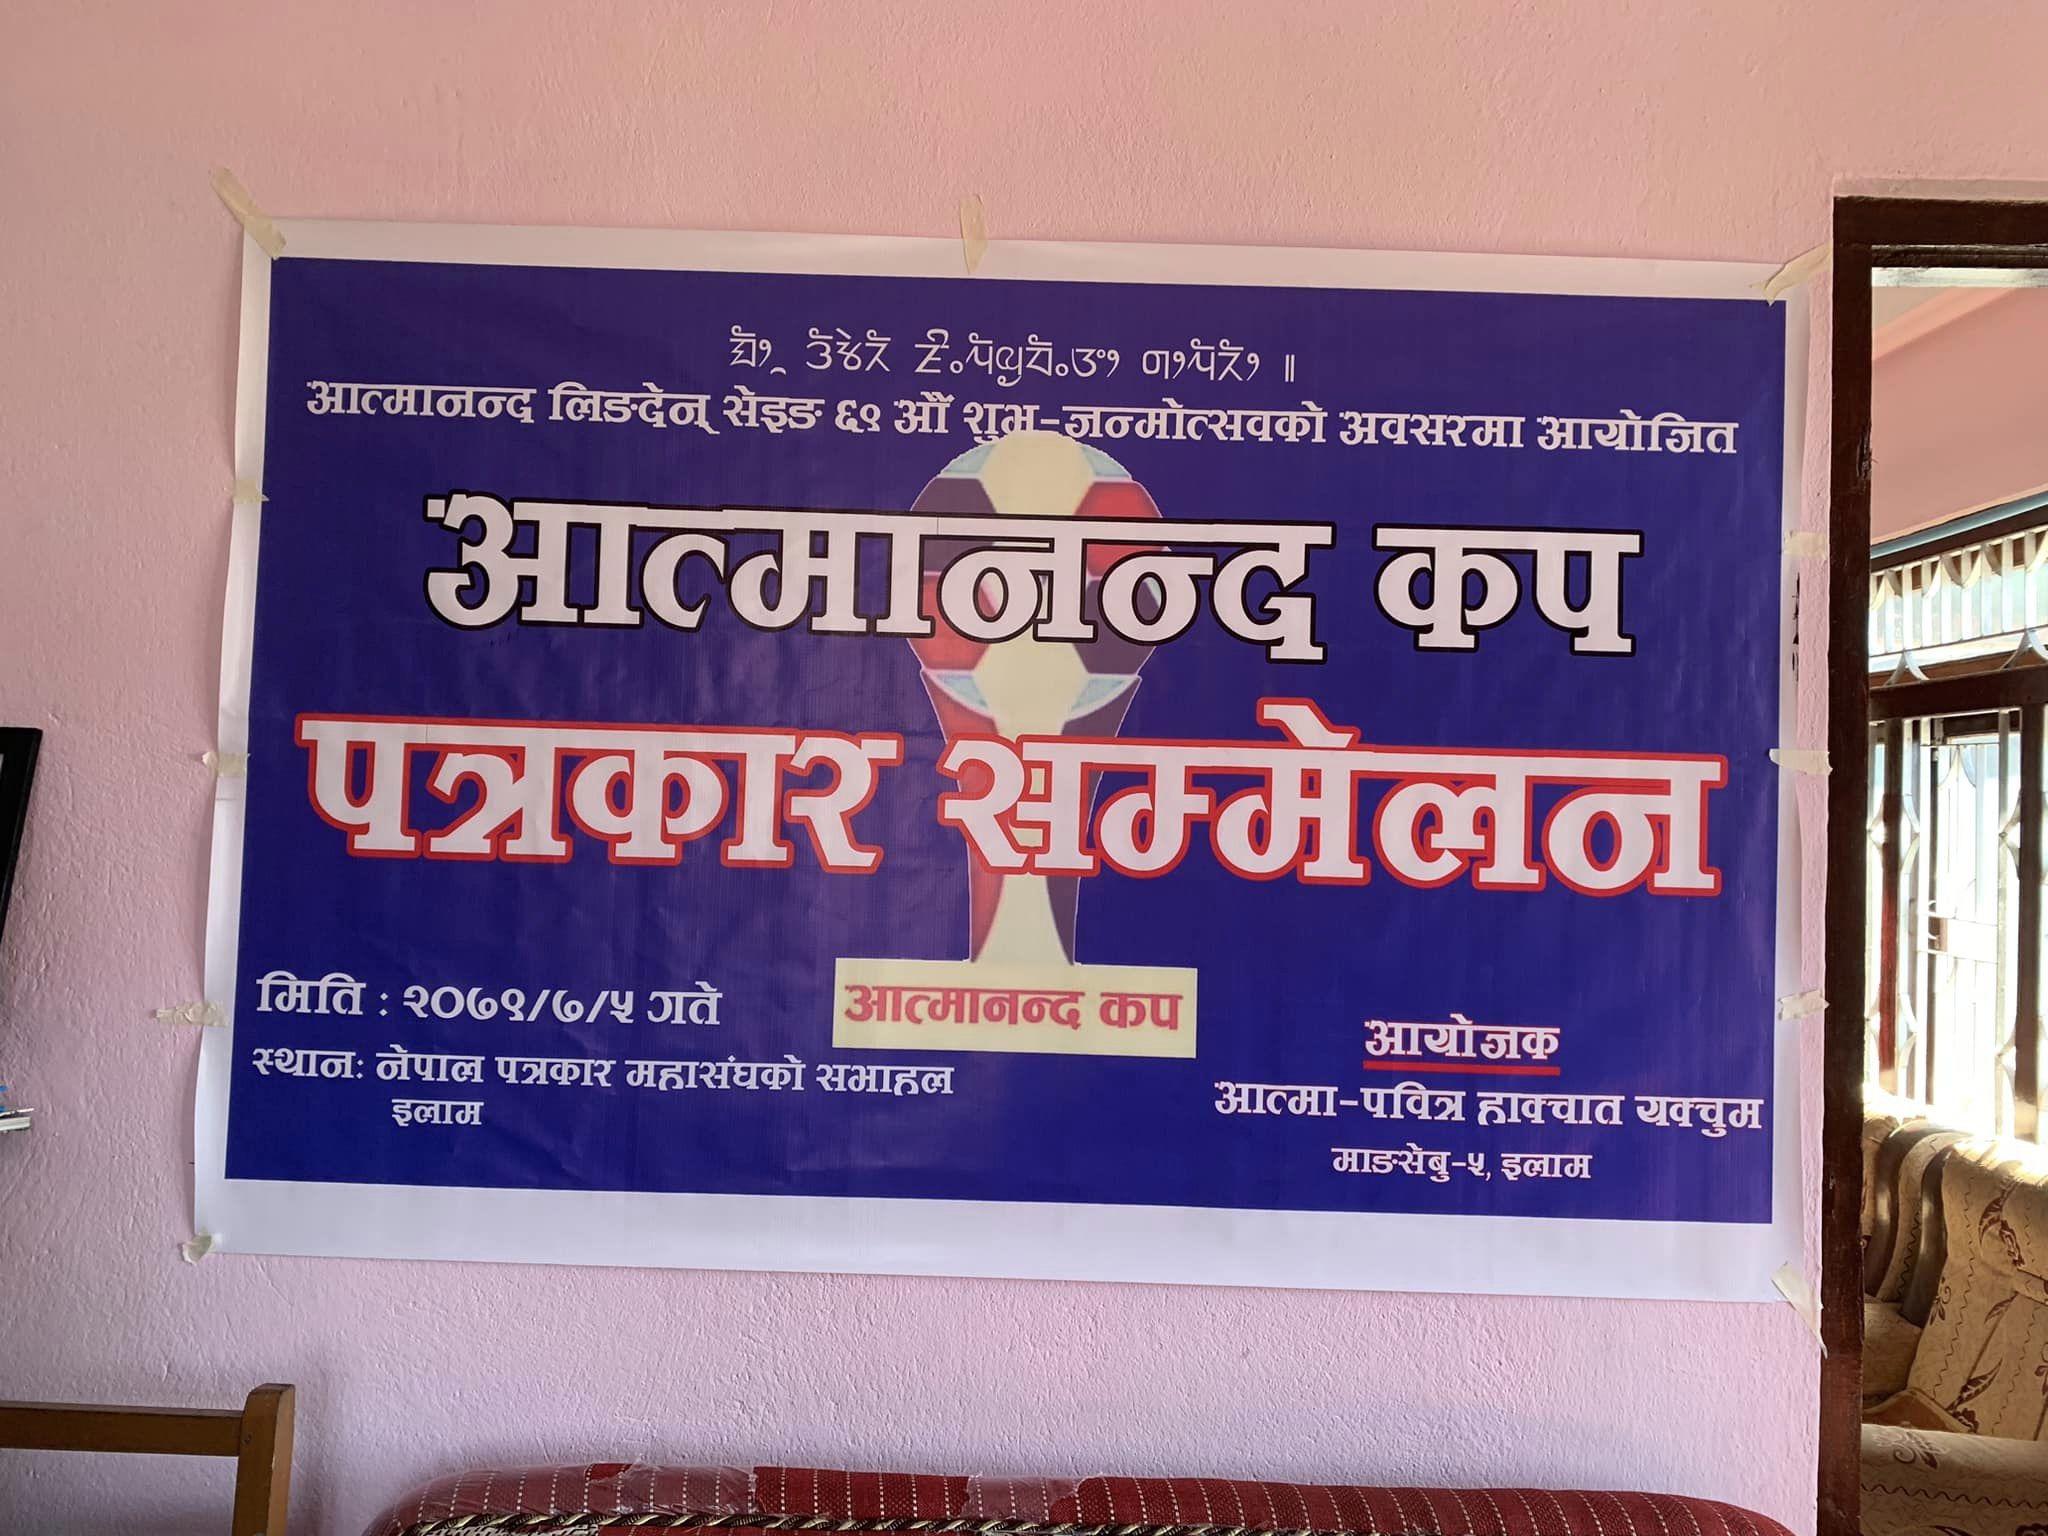 आत्मानन्द लिङदेन् सेइङ ६९ औँ शुभ-जन्मोत्सवको अवसरमा आयोजित
आत्मानन्द कप
पत्रकार सम्मेलन
आत्मानन्द कप
मिति : २०७९/७/५ गते
स्थानः नेपाल पत्रकार महासंघको सभाहल
इलाम
आयोजक
आत्मा-पवित्र हाक्चात यक्चुम
माङसेबु-५, इलाम